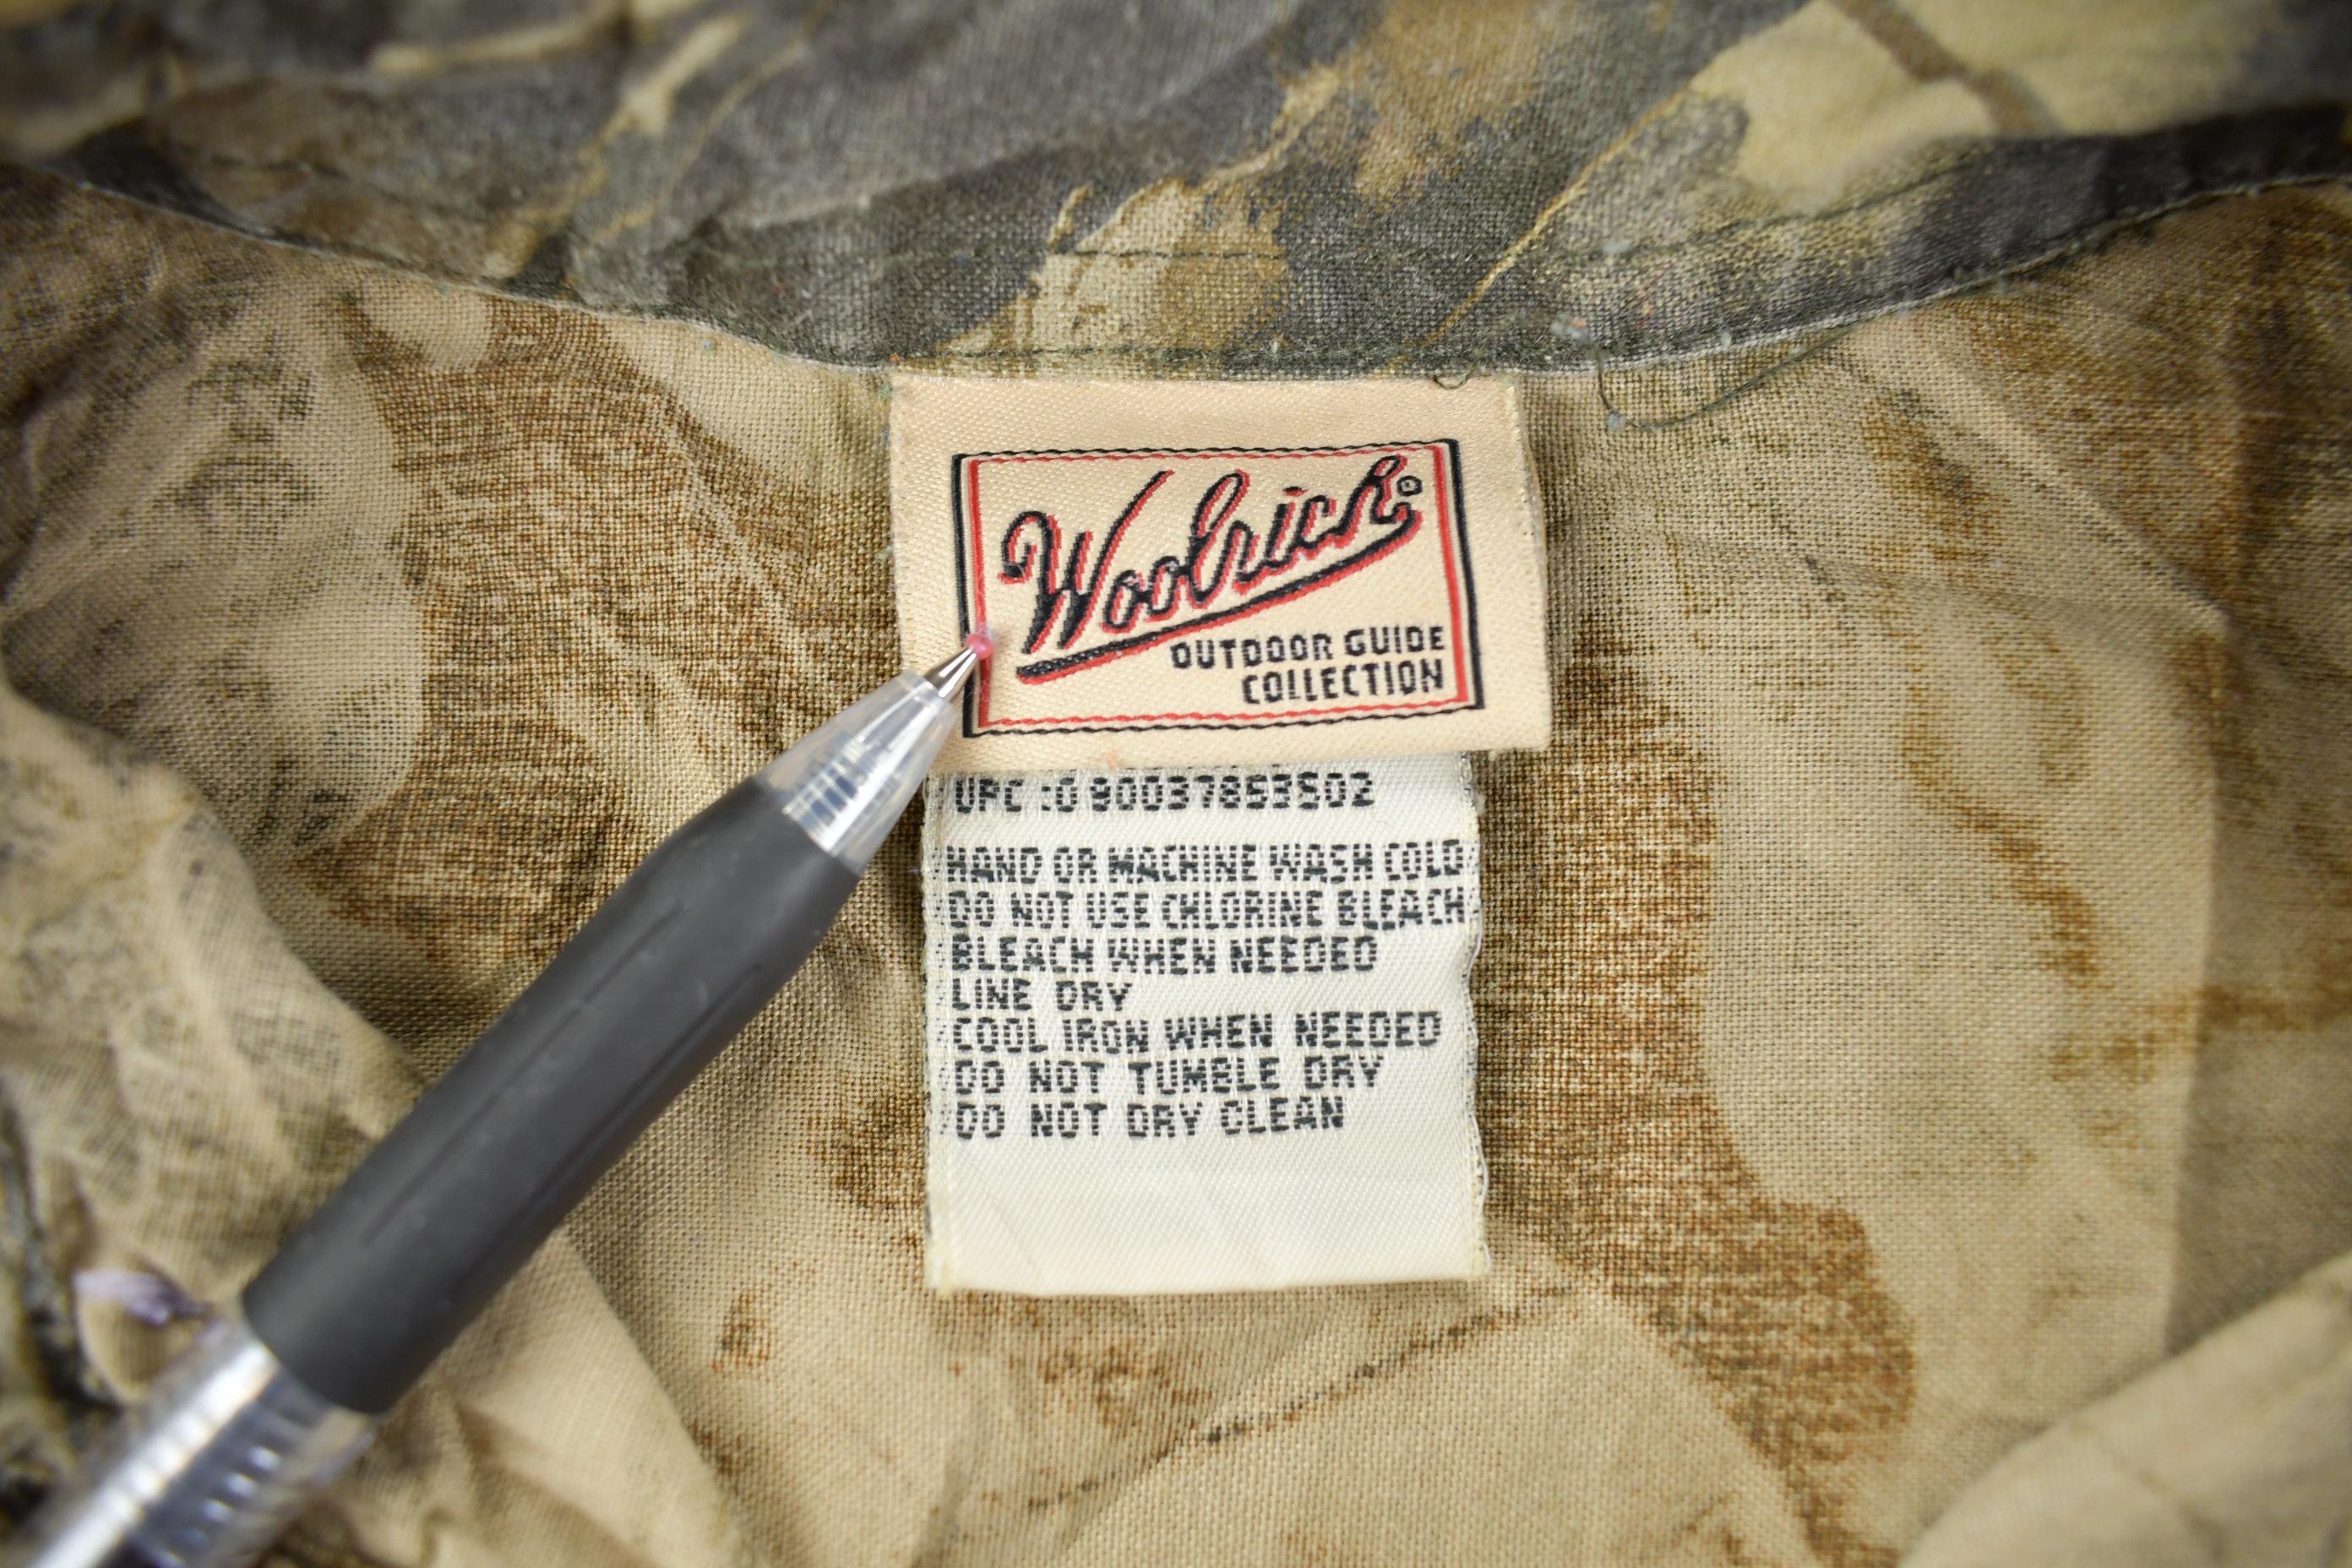 Woolrich®
OUTDOOR GUIDE
COLLECTION
UPC :0 90037853502
HAND OR MACHINE WASH COLD
DO NOT USE CHLORINE BLEACH
BLEACH WHEN NEEDED
LINE DRY
COOL IRON WHEN NEEDED
DO NOT TUMBLE DRY
DO NOT DRY CLEAN